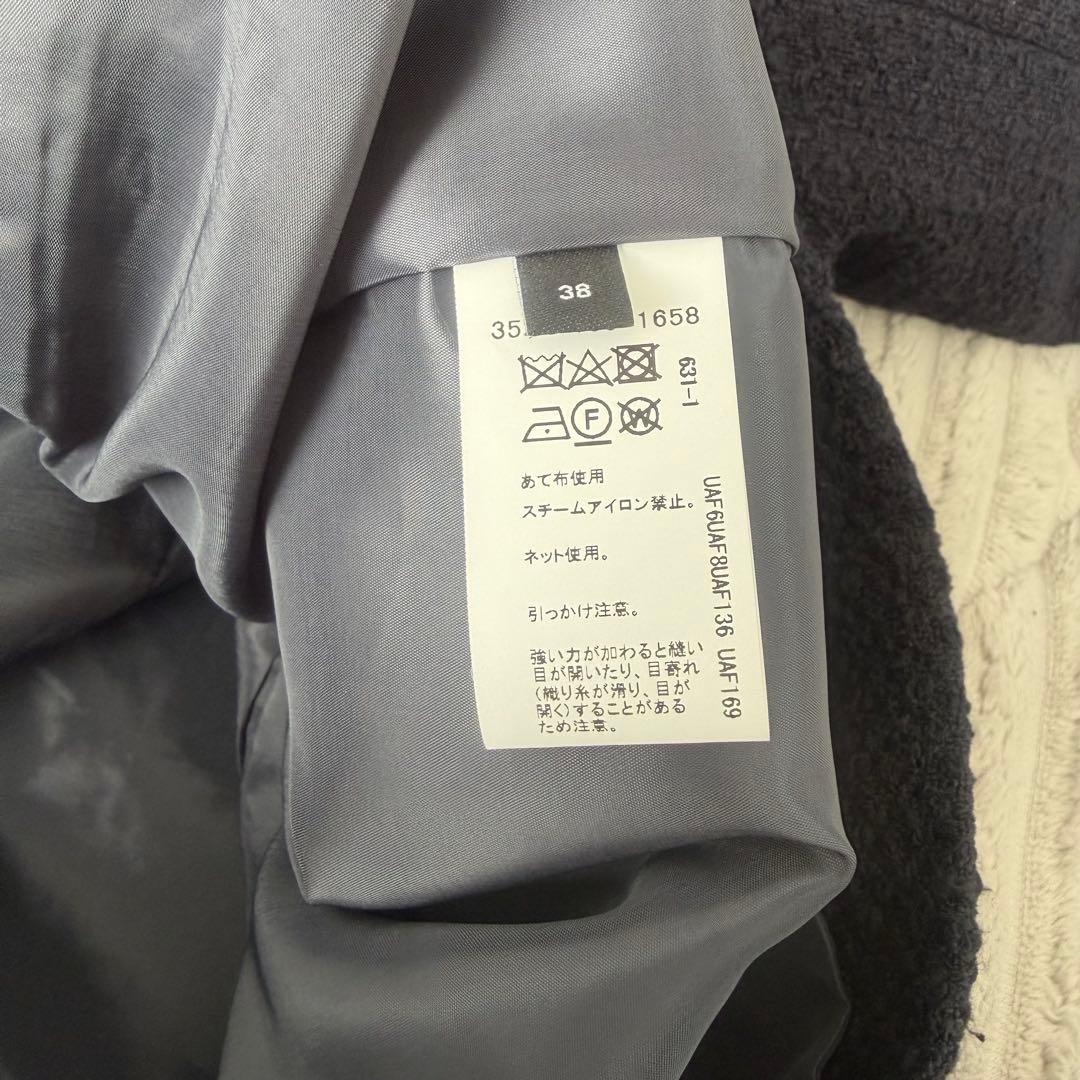 38
1658
631-1
F
W
あて布使用
スチームアイロン禁止。
ネット使用。
引っかけ注意。
強い力が加わると縫い
目が開いたり、目寄れ
(織り糸が滑り、目が
開く)することがある
ため注意。
UAF6UAF8UAF136 UAF169